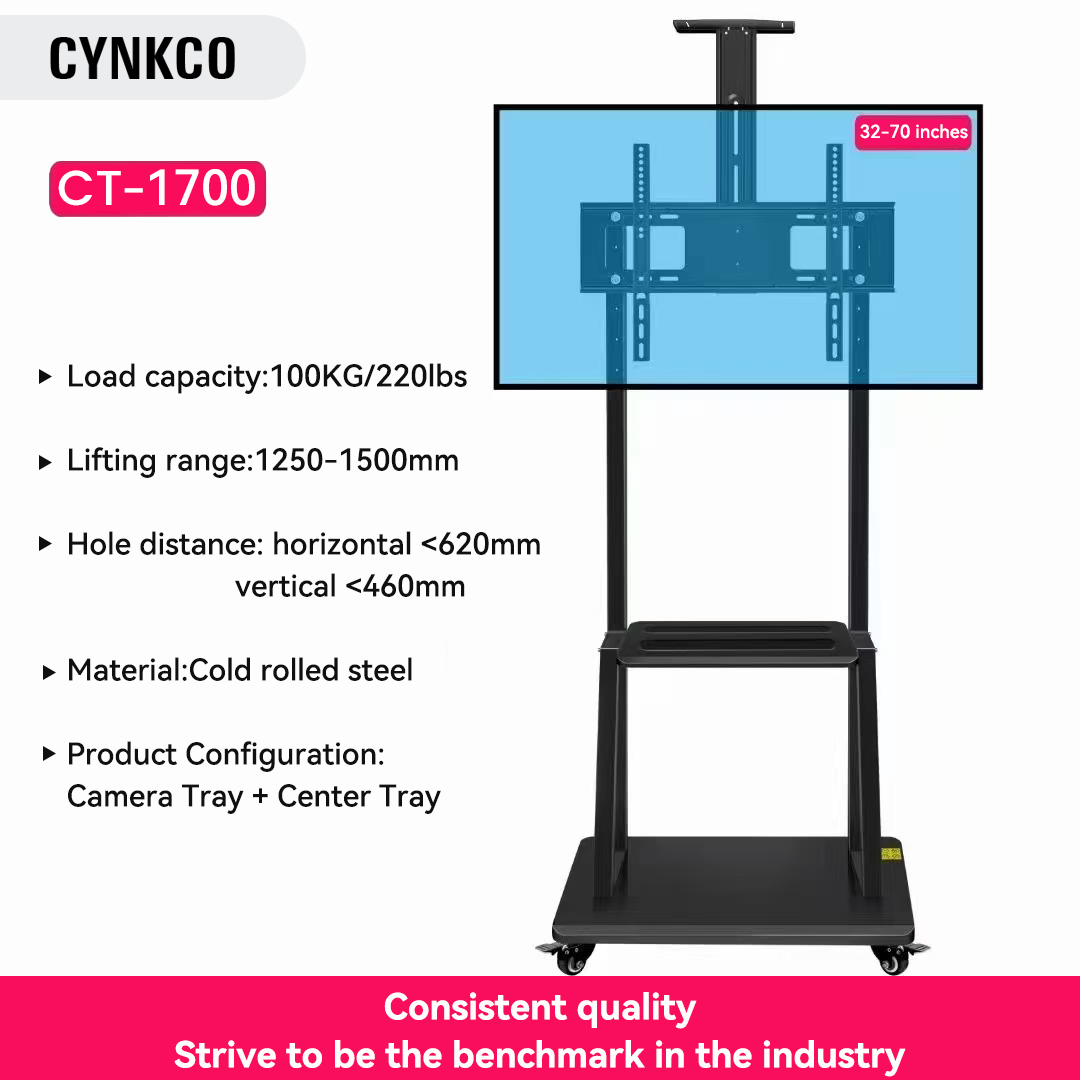 CYNKCO
32-70 inches
CT-1700
Load capacity:100KG/220lbs
Lifting range:1250-1500mm
Hole distance: horizontal <620mm
vertical <460mm
Material:Cold rolled steel
Product Configuration:
Camera Tray + Center Tray
Consistent quality
Strive to be the benchmark in the industry